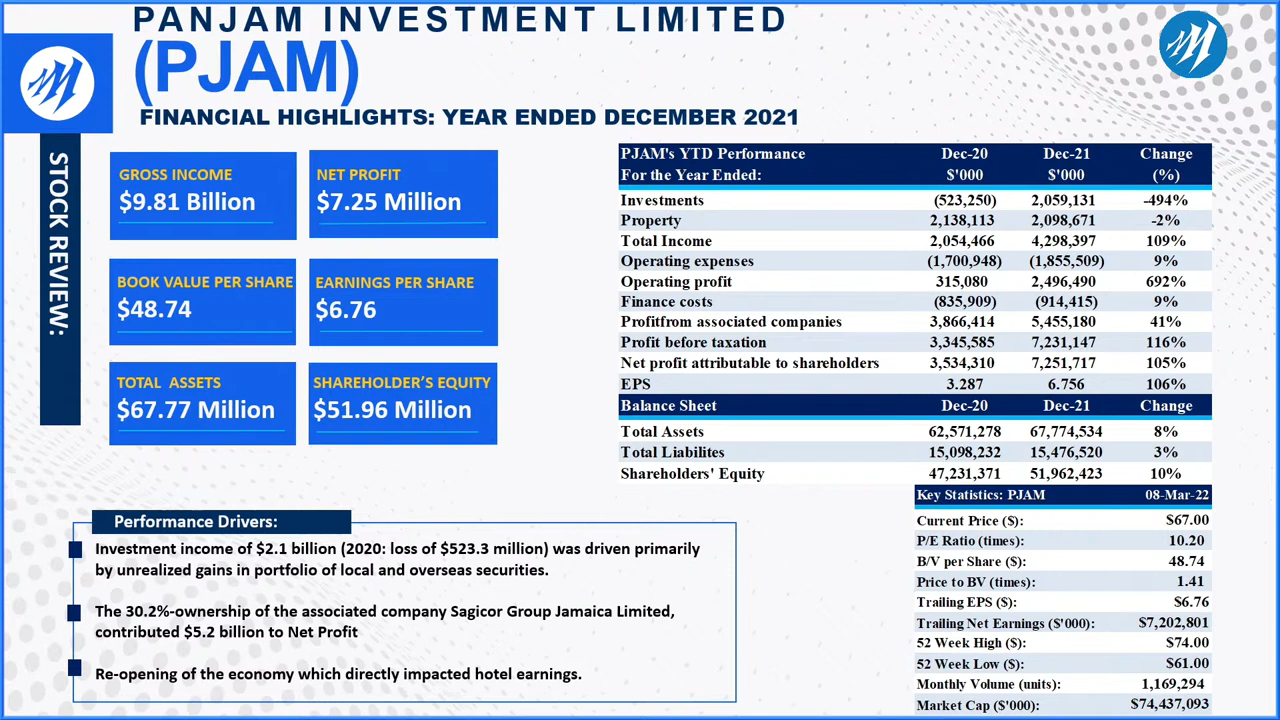 PANJAM INVESTMENT LIMITED
(PJAM)
FINANCIAL HIGHLIGHTS: YEAR ENDED DECEMBER 2021
STOCK REVIEW:
GROSS INCOME
$9.81 Billion
NET PROFIT
$7.25 Million
BOOK VALUE PER SHARE
$48.74
EARNINGS PER SHARE
$6.76
TOTAL ASSETS
$67.77 Million
SHAREHOLDER'S EQUITY
$51.96 Million
PJAM's YTD Performance Dec-20 Dec-21 Change
For the Year Ended: $'000 $'000 (%)
Investments (523,250) 2,059,131 -494%
Property 2,138,113 2,098,671 -2%
Total Income 2,054,466 4,298,397 109%
Operating expenses (1,700,948) (1,855,509) 9%
Operating profit 315,080 2,496,490 692%
Finance costs (835,909) (914,415) 9%
Profitfrom associated companies 3,866,414 5,455,180 41%
Profit before taxation 3,345,585 7,231,147 116%
Net profit attributable to shareholders 3,534,310 7,251,717 105%
EPS 3.287 6.756 106%
Balance Sheet Dec-20 Dec-21 Change
Total Assets 62,571,278 67,774,534 8%
Total Liabilites 15,098,232 15,476,520 3%
Shareholders' Equity 47,231,371 51,962,423 10%
Key Statistics: PJAM 08-Mar-22
Current Price ($): $67.00
P/E Ratio (times): 10.20
B/V per Share ($): 48.74
Price to BV (times): 1.41
Trailing EPS ($): $6.76
Trailing Net Earnings ($'000): $7,202,801
52 Week High ($): $74.00
52 Week Low ($): $61.00
Monthly Volume (units): 1,169,294
Market Cap ($'000): $74,437,093
Performance Drivers:
Investment income of $2.1 billion (2020: loss of $523.3 million) was driven primarily
by unrealized gains in portfolio of local and overseas securities.
The 30.2%-ownership of the associated company Sagicor Group Jamaica Limited,
contributed $5.2 billion to Net Profit
Re-opening of the economy which directly impacted hotel earnings.